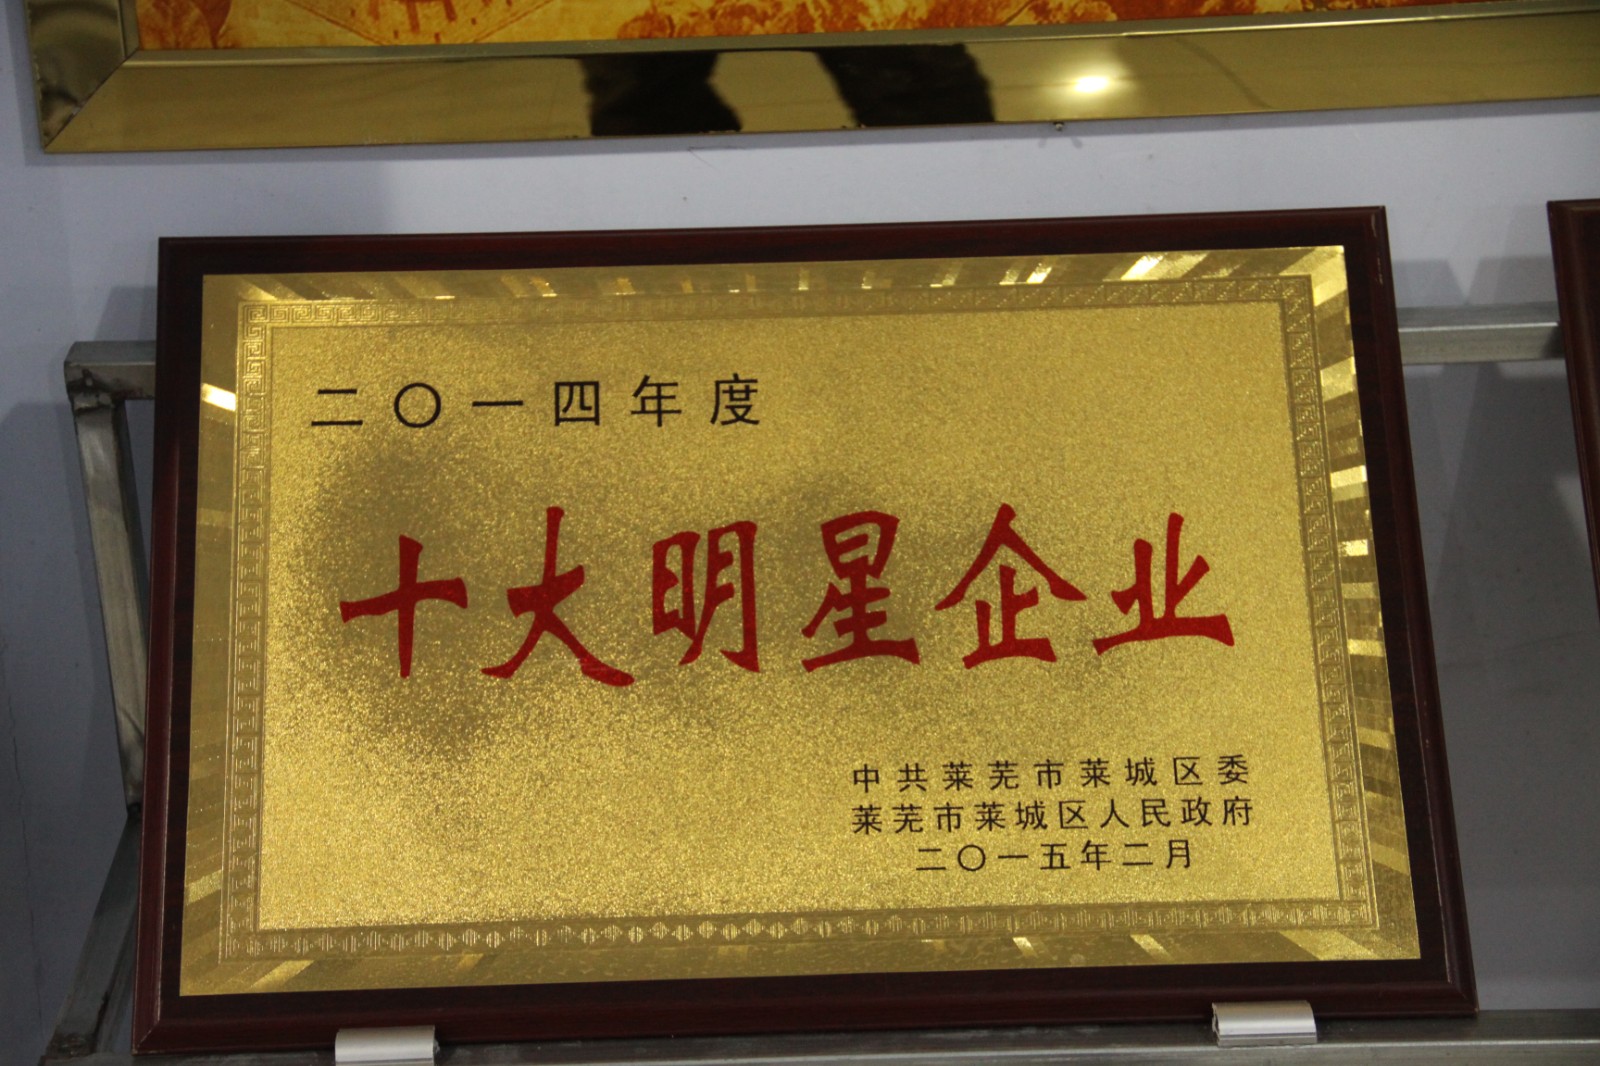 二〇一四年度
十大明星企业
中共莱芜市莱城区委
莱芜市莱城区人民政府
二〇一五年二月